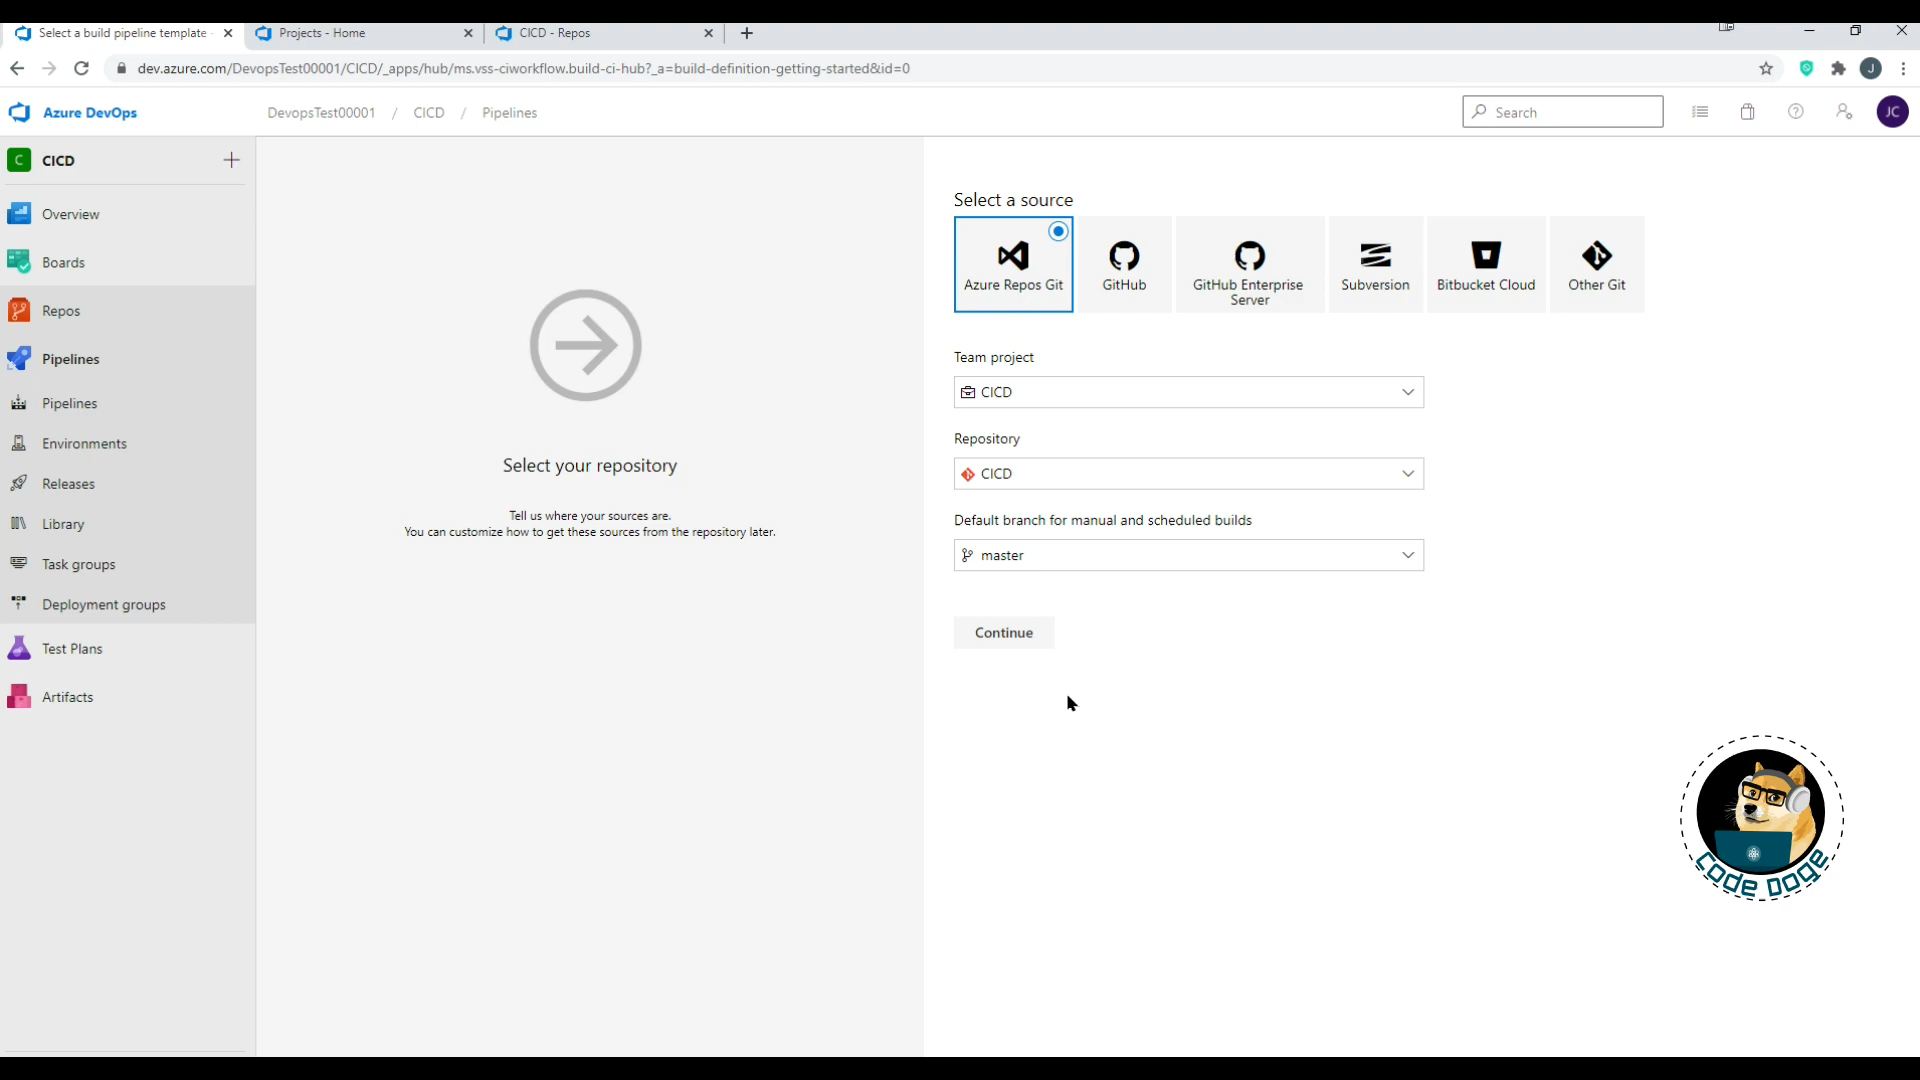 Select a build pipeline template -
Projects - Home
CICD - Repos
dev.azure.com/DevopsTest00001/CICD/_apps/hub/ms.vss-ciworkflow.build-ci-hub?_a=build-definition-getting-started&id=0
J
Azure DevOps
DevopsTest00001 / CICD / Pipelines
Search
JC
C CICD
Overview
Boards
Repos
Pipelines
Pipelines
Environments
Releases
Library
Task groups
Deployment groups
Test Plans
Artifacts
Select your repository
Tell us where your sources are.
You can customize how to get these sources from the repository later.
Select a source
Azure Repos Git
GitHub
GitHub Enterprise
Server
Subversion
Bitbucket Cloud
Other Git
Team project
CICD
Repository
CICD
Default branch for manual and scheduled builds
master
Continue
Code Doge